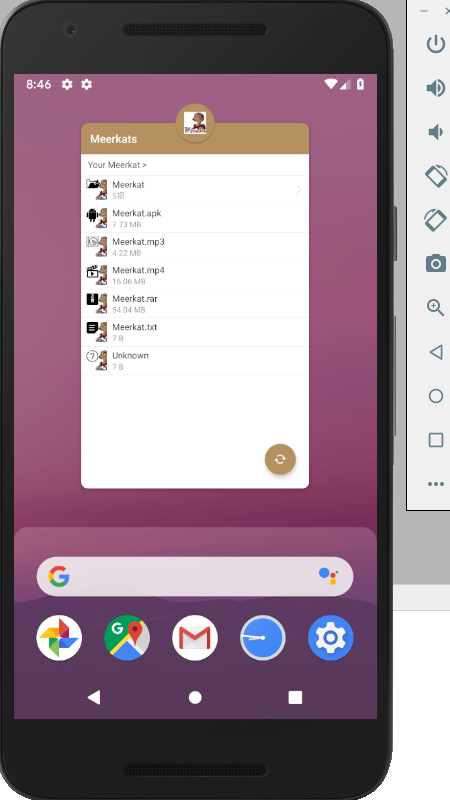 8:46
Meerkats
Your Meerkat >
Meerkat
5项
Meerkat.apk
7.73 MB
Meerkat.mp3
4.22 MB
Meerkat.mp4
16.06 MB
Meerkat.rar
54.04 MB
Meerkat.txt
7 B
Unknown
7 B